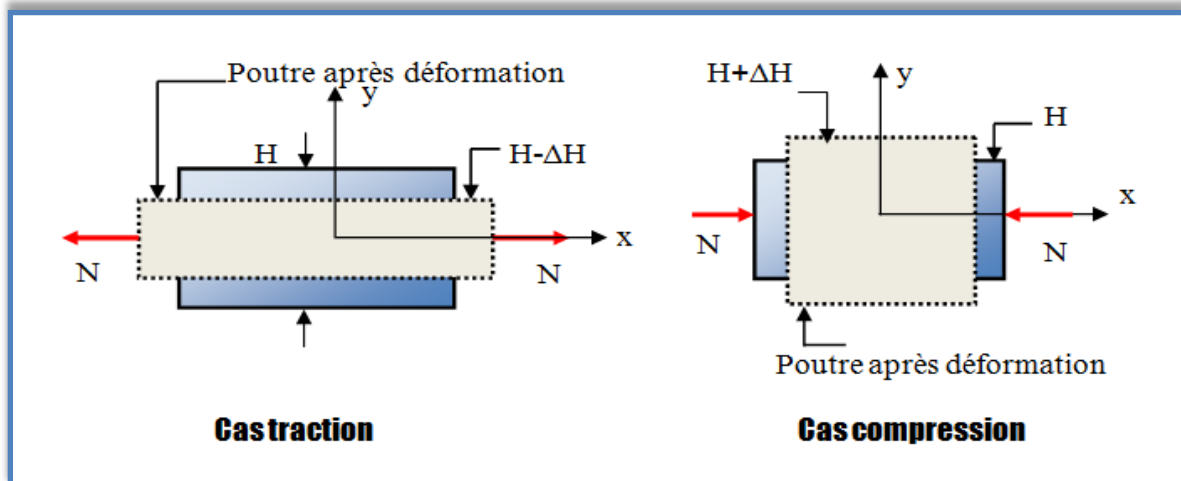 Poutre après déformation
y
H
H-ΔH
x
N
N
Cas traction
H+ΔH
y
H
x
N
N
Poutre après déformation
Cas compression